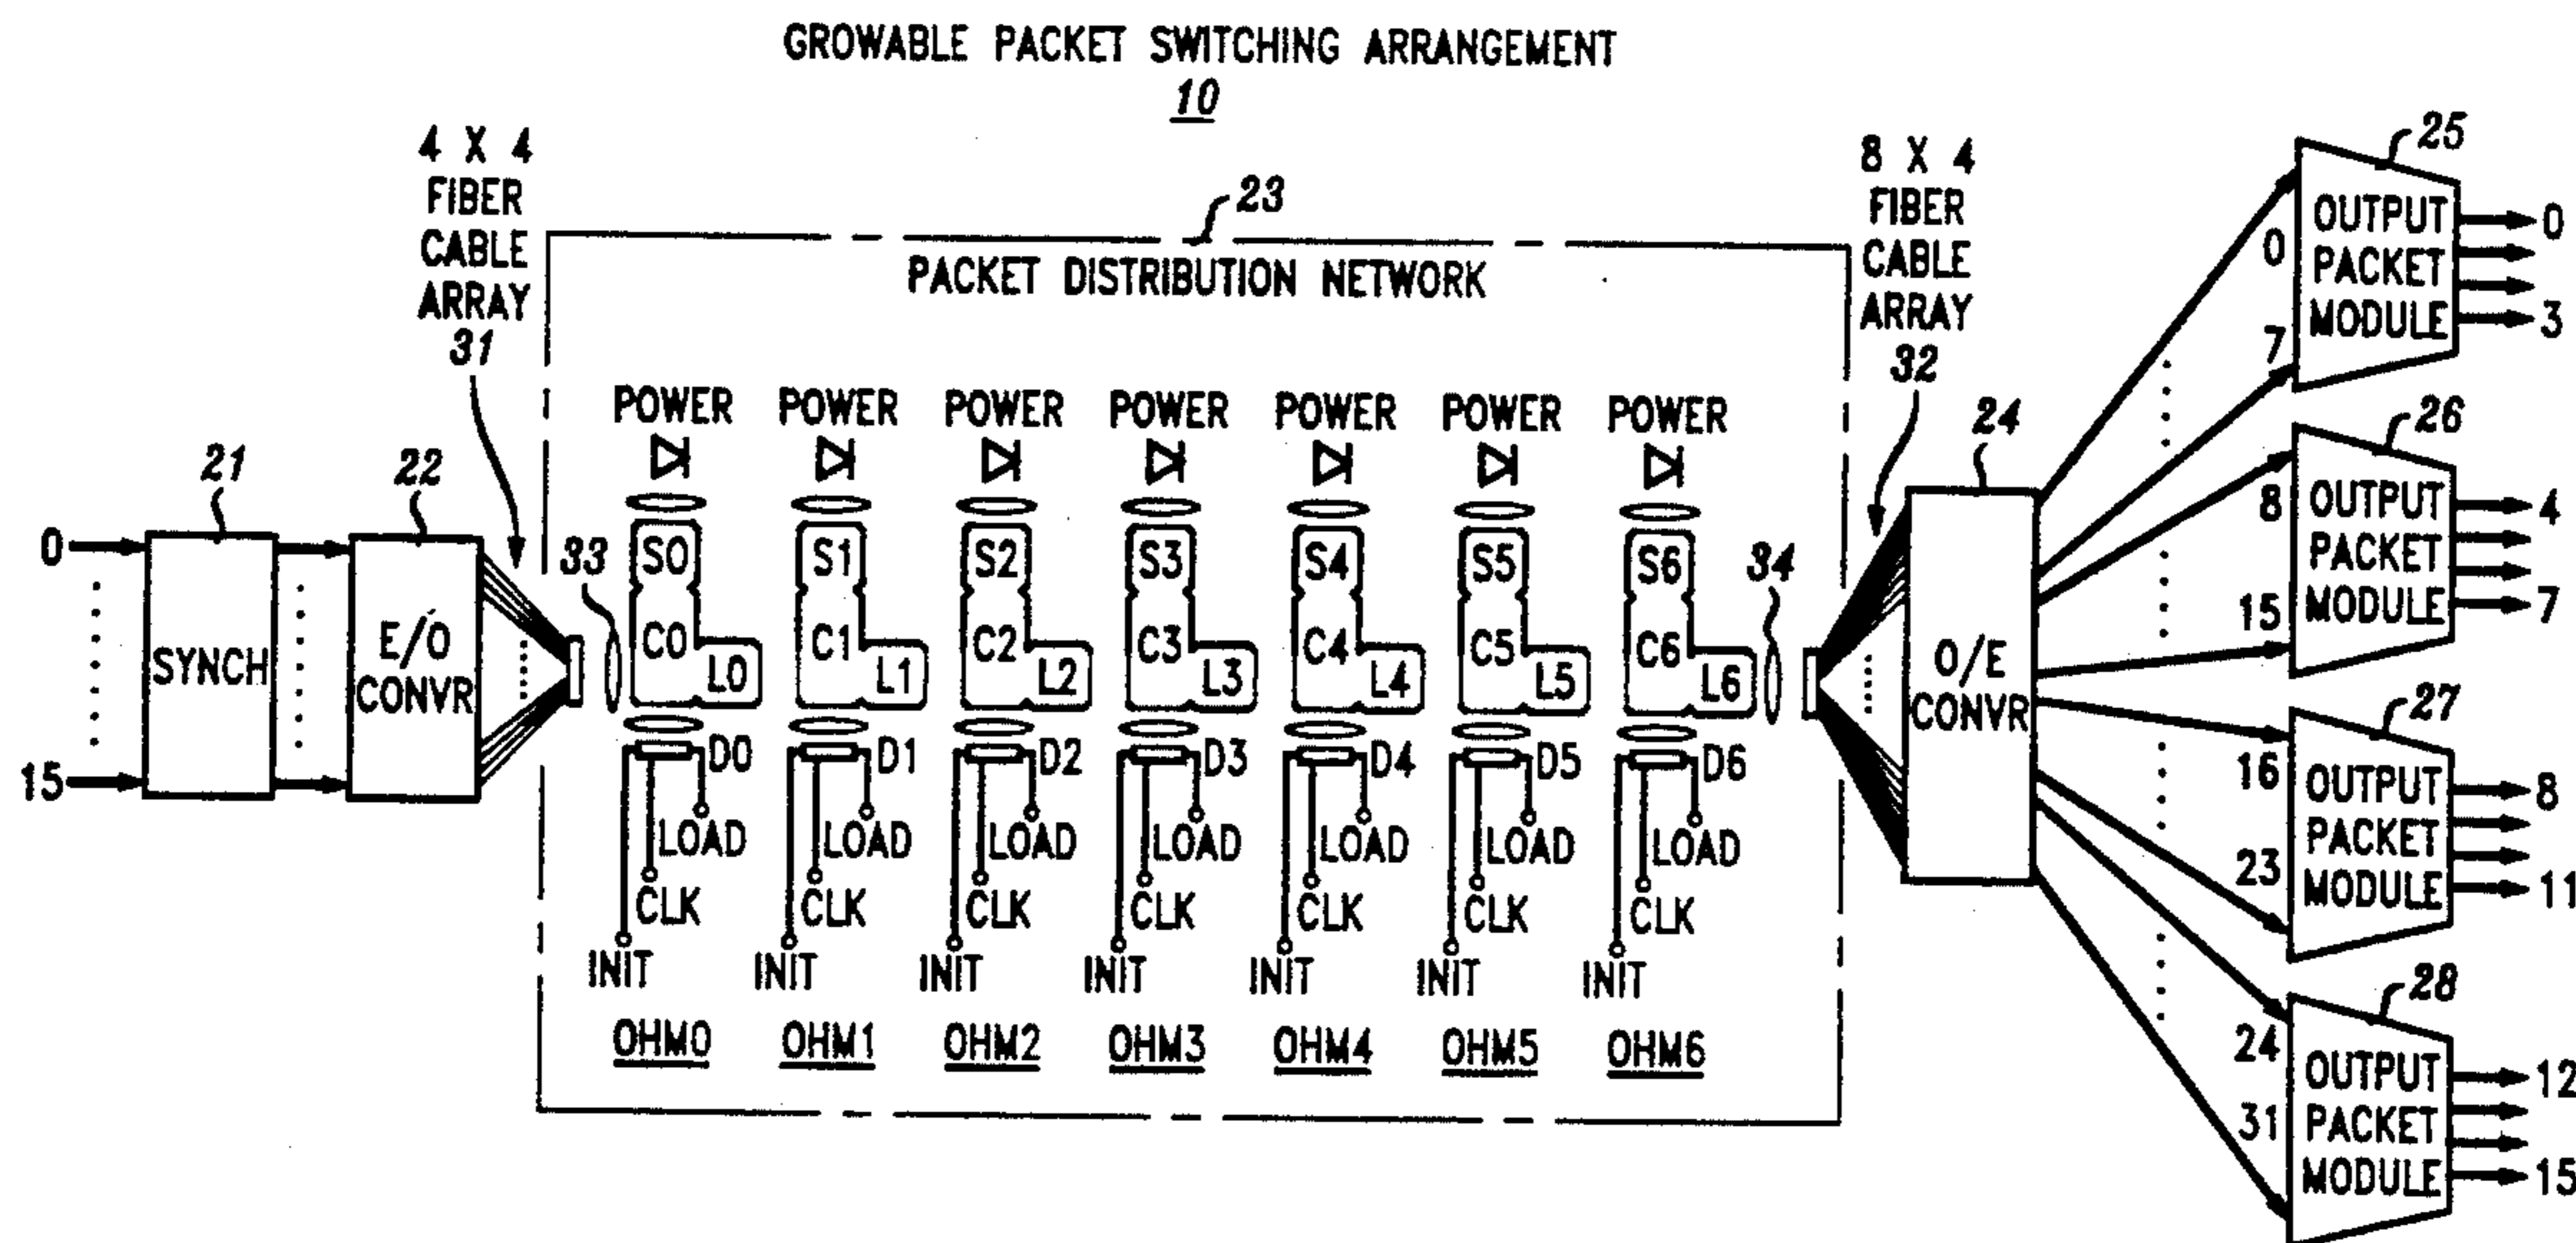 GROWABLE PACKET SWITCHING ARRANGEMENT
10
4 X 4
FIBER
CABLE
ARRAY
31
23
PACKET DISTRIBUTION NETWORK
8 X 4
FIBER
CABLE
ARRAY
32
21
22
33
34
24
0
15
SYNCH
E/O
CONVR
POWER POWER POWER POWER POWER POWER POWER
S0 S1 S2 S3 S4 S5 S6
C0 C1 C2 C3 C4 C5 C6
L0 L1 L2 L3 L4 L5 L6
D0 D1 D2 D3 D4 D5 D6
LOAD LOAD LOAD LOAD LOAD LOAD LOAD
CLK CLK CLK CLK CLK CLK CLK
INIT INIT INIT INIT INIT INIT INIT
OHM0 OHM1 OHM2 OHM3 OHM4 OHM5 OHM6
O/E
CONVR
25
0
7
OUTPUT
PACKET
MODULE
0
3
26
8
15
OUTPUT
PACKET
MODULE
4
7
27
16
23
OUTPUT
PACKET
MODULE
8
11
28
24
31
OUTPUT
PACKET
MODULE
12
15